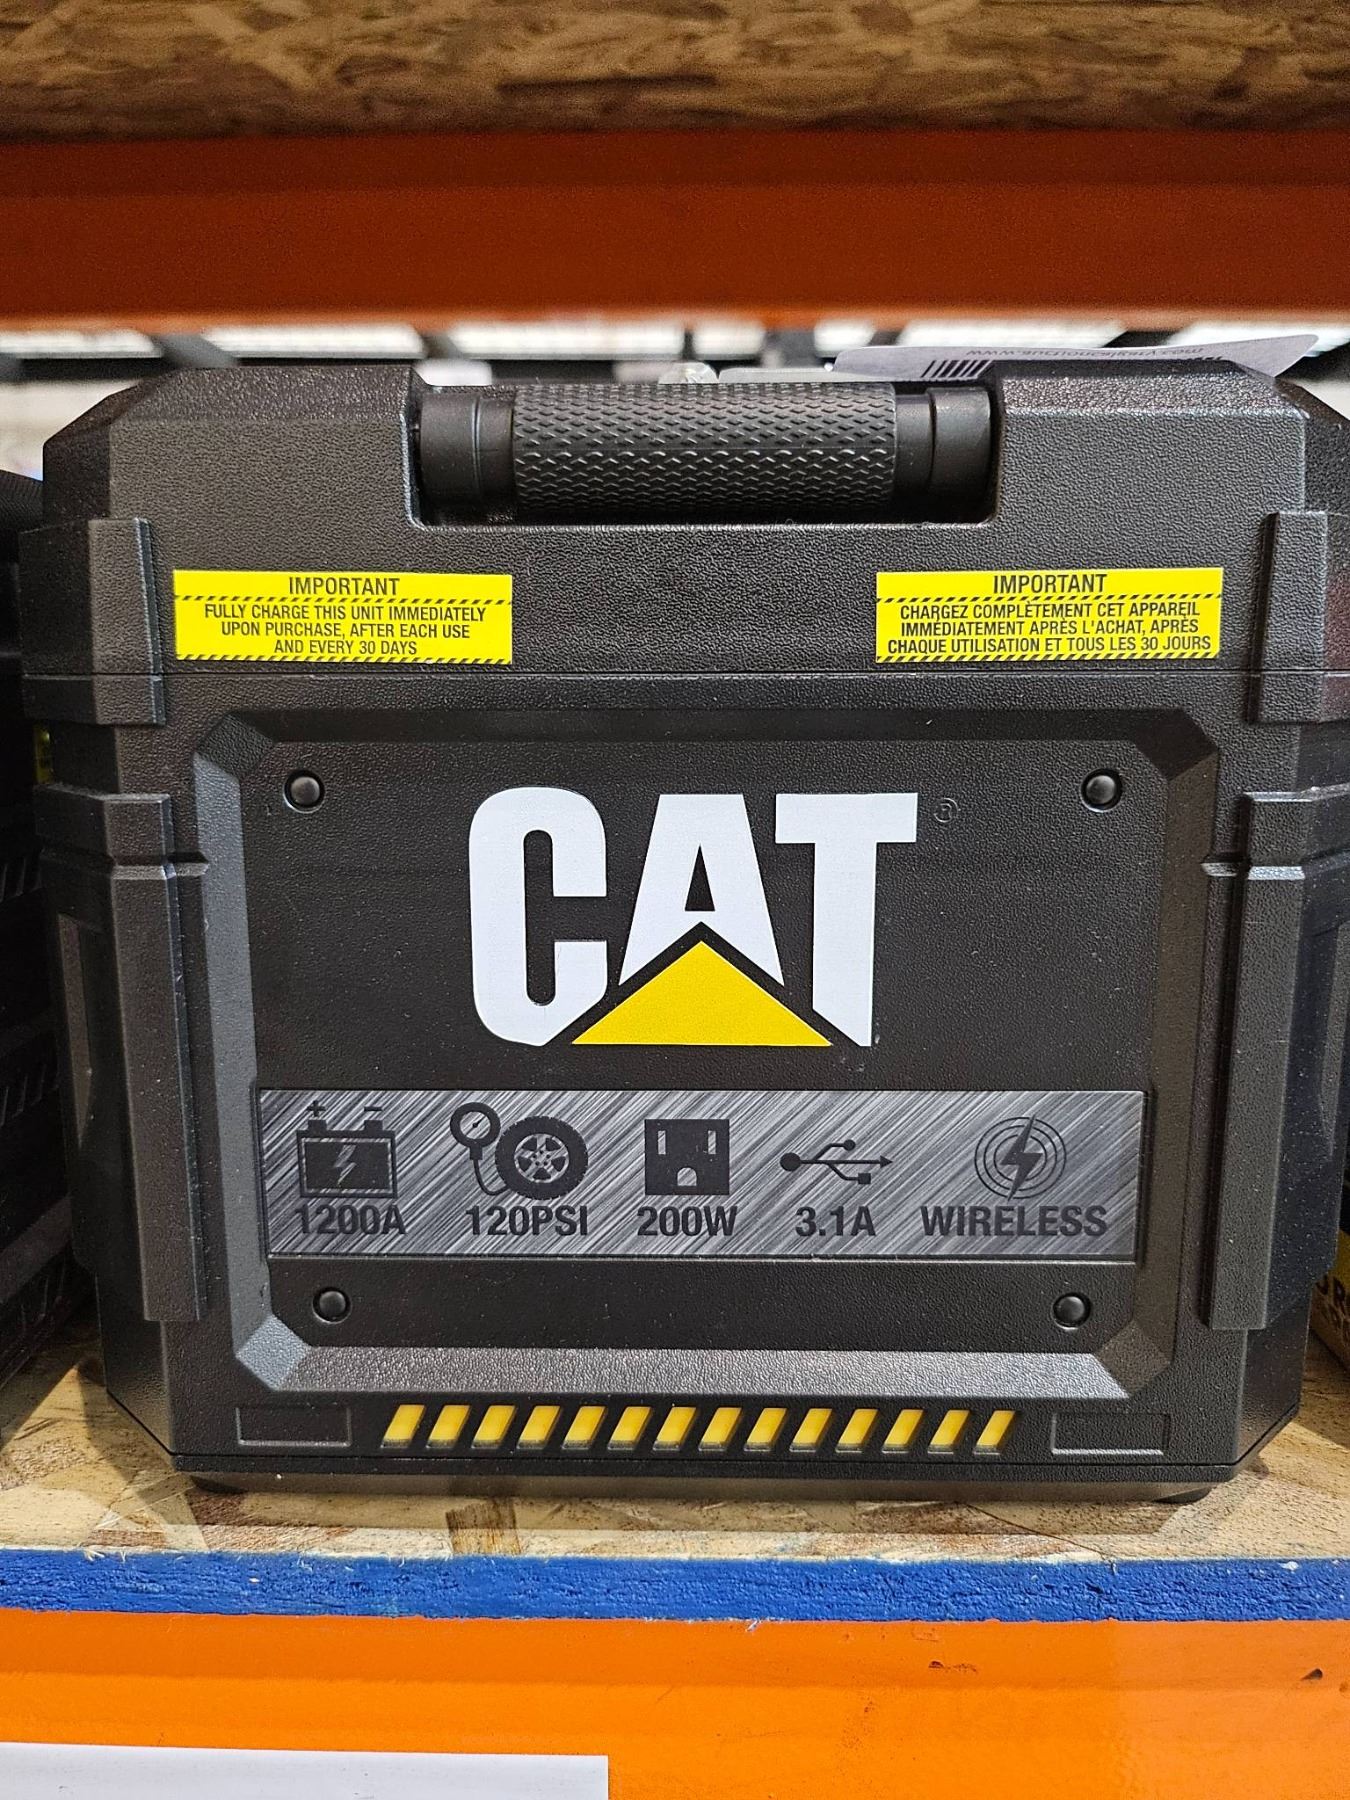 IMPORTANT
FULLY CHARGE THIS UNIT IMMEDIATELY
UPON PURCHASE, AFTER EACH USE
AND EVERY 30 DAYS
IMPORTANT
CHARGEZ COMPLÈTEMENT CET APPAREIL
IMMÉDIATEMENT APRÈS L'ACHAT, APRÈS
CHAQUE UTILISATION ET TOUS LES 30 JOURS
CAT ®
1200A 120PSI 200W 3.1A WIRELESS